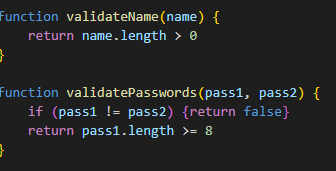 function validateName(name) {
    return name.length > 0
}

function validatePasswords(pass1, pass2) {
    if (pass1 != pass2) {return false}
    return pass1.length >= 8
}